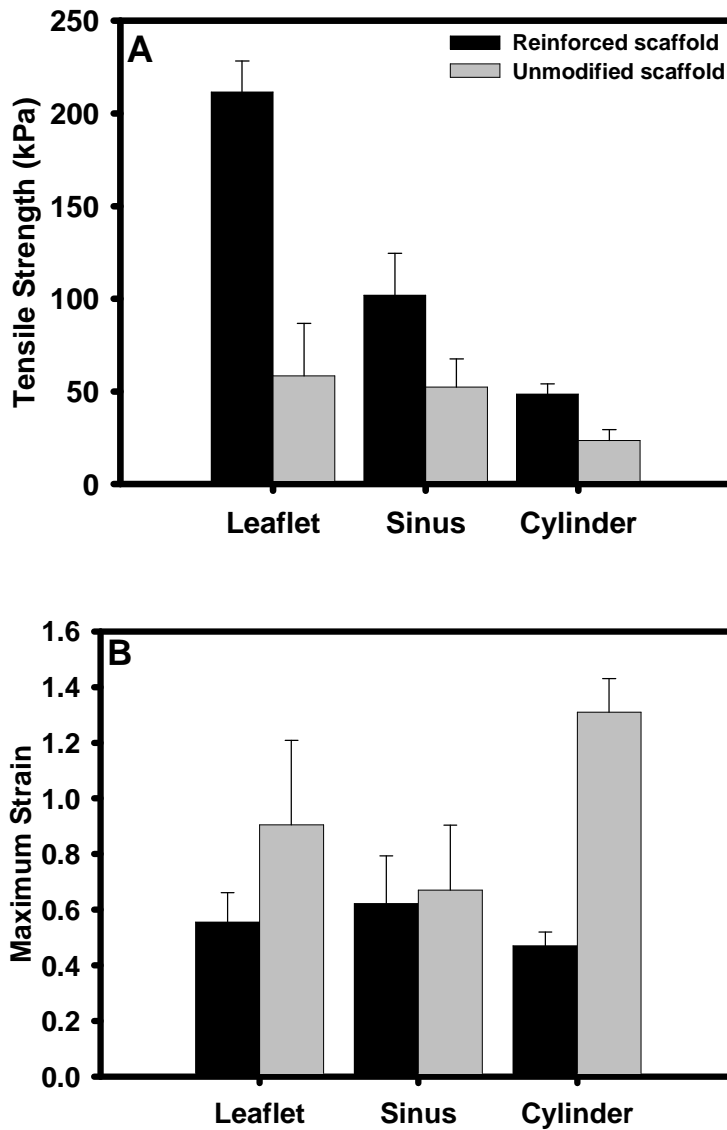 A
Reinforced scaffold
Unmodified scaffold
Tensile Strength (kPa)
250
200
150
100
50
0
Leaflet Sinus Cylinder
B
Maximum Strain
1.6
1.4
1.2
1.0
0.8
0.6
0.4
0.2
0.0
Leaflet Sinus Cylinder